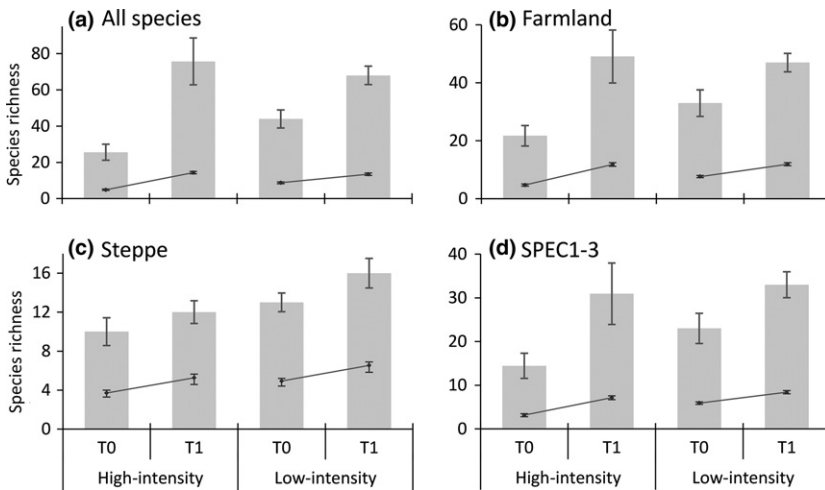 (a) All species
Species richness
80
60
40
20
0
(b) Farmland
60
40
20
0
(c) Steppe
Species richness
16
12
8
4
0
T0 T1 T0 T1
High-intensity Low-intensity
(d) SPEC1-3
40
30
20
10
0
T0 T1 T0 T1
High-intensity Low-intensity